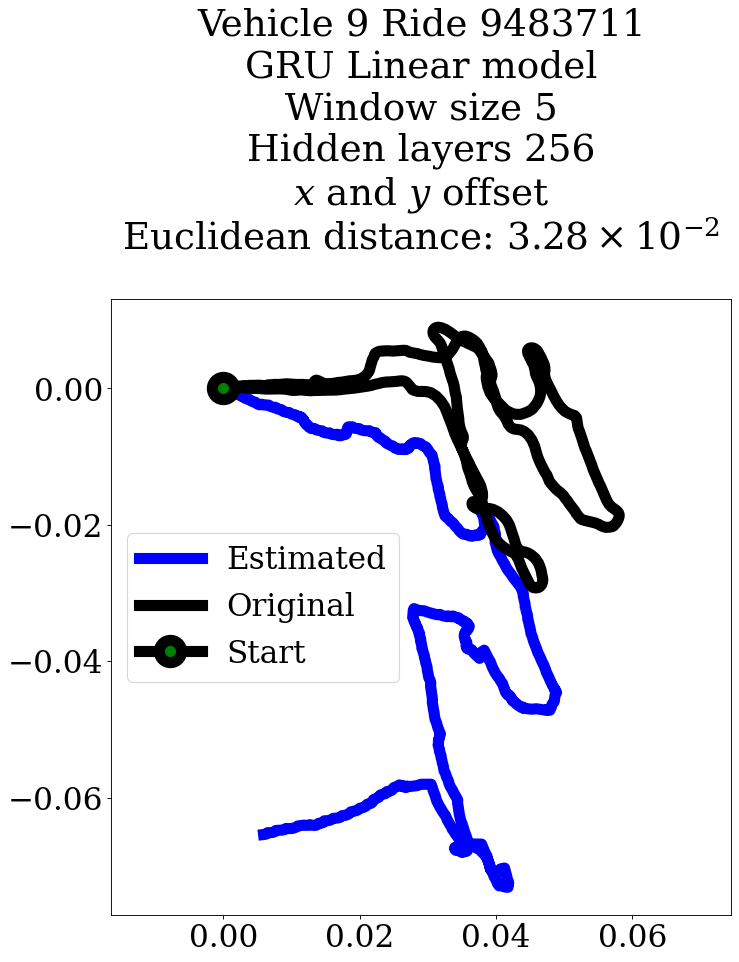 Vehicle 9 Ride 9483711
GRU Linear model
Window size 5
Hidden layers 256
x and y offset
Euclidean distance: 3.28 × 10⁻²
0.00
−0.02
−0.04
−0.06
Estimated
Original
Start
0.00 0.02 0.04 0.06